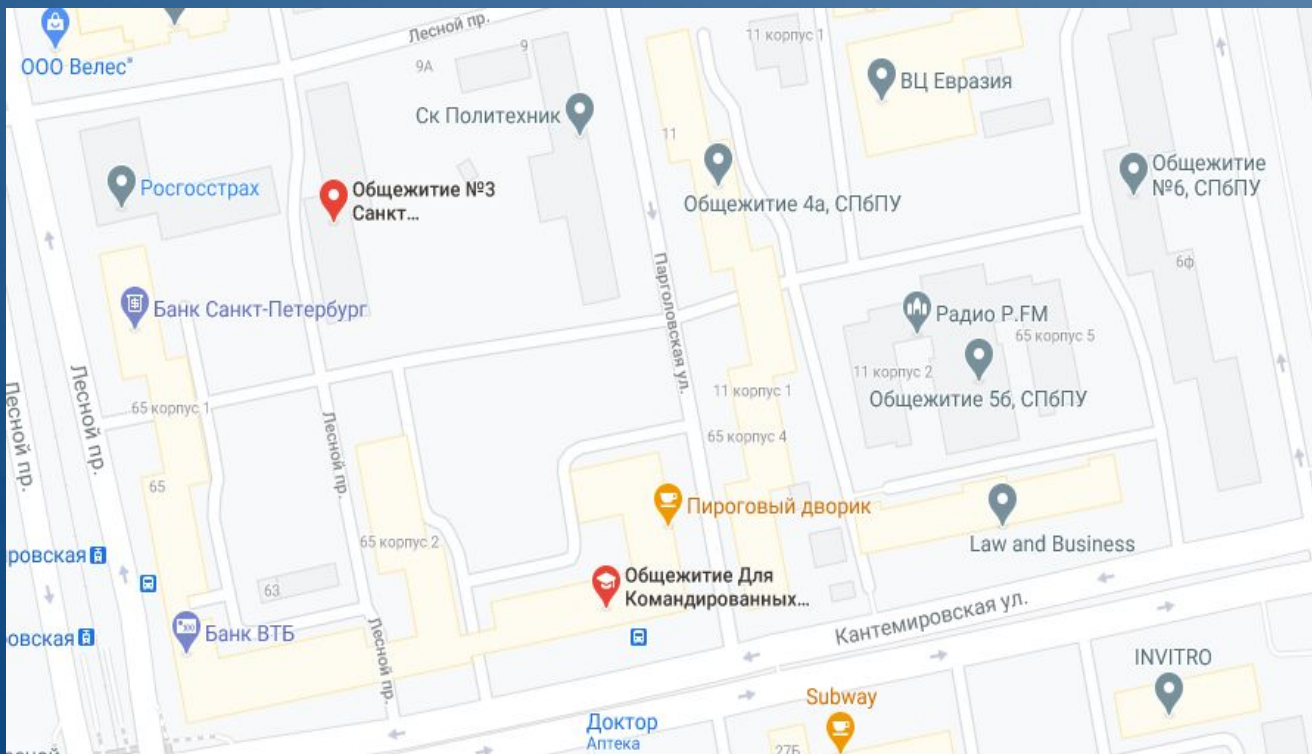 Лесной пр.
ООО Велес"
9
9А
11 корпус 1
ВЦ Евразия
Ск Политехник
11
Росгосстрах
Общежитие №3
Санкт...
Общежитие 4а, СПбПУ
Общежитие
№6, СПбПУ
6ф
Парголовская ул.
Банк Санкт-Петербург
Радио P.FM
65 корпус 5
11 корпус 2
Общежитие 5б, СПбПУ
Лесной пр.
Лесной пр.
65 корпус 1
Лесной пр.
11 корпус 1
65 корпус 4
65
Пироговый дворик
65 корпус 2
Law and Business
ровская
63
Общежитие Для
Командированных...
Банк ВТБ
Лесной пр.
овская
Кантемировская ул.
INVITRO
Subway
Доктор
Аптека
27Б